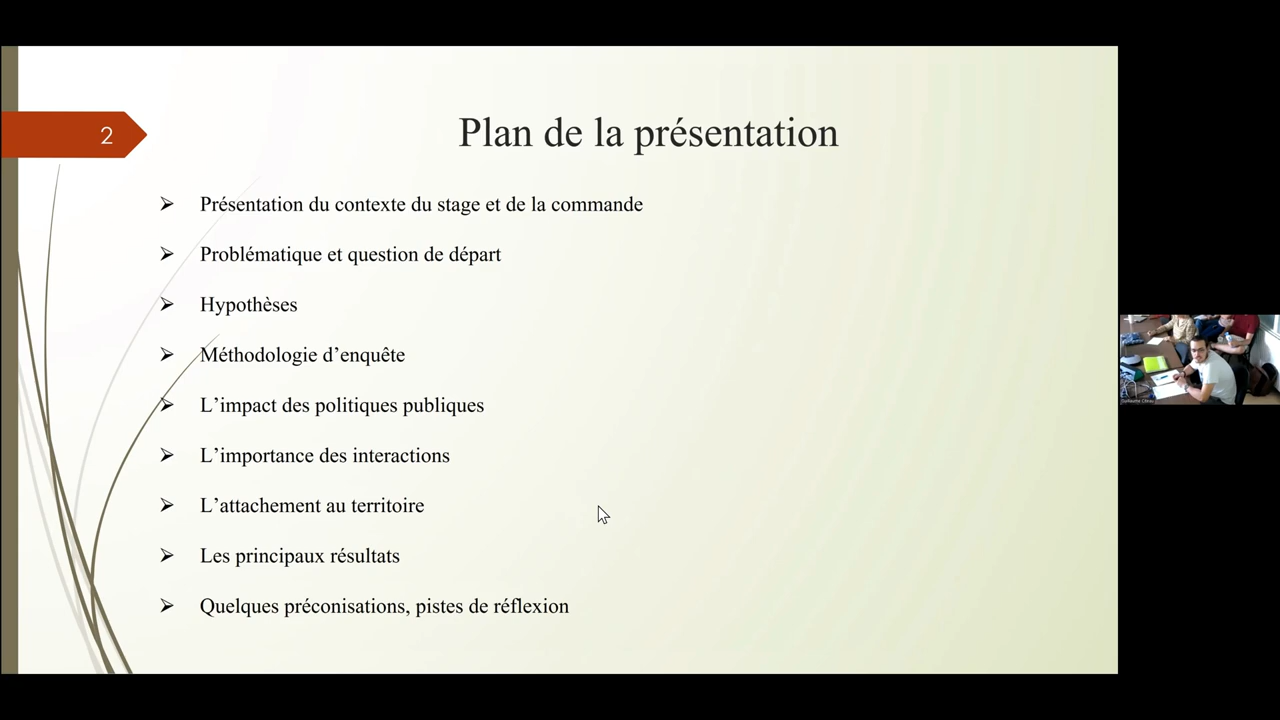 2
Plan de la présentation
Présentation du contexte du stage et de la commande
Problématique et question de départ
Hypothèses
Méthodologie d’enquête
L’impact des politiques publiques
L’importance des interactions
L’attachement au territoire
Les principaux résultats
Quelques préconisations, pistes de réflexion